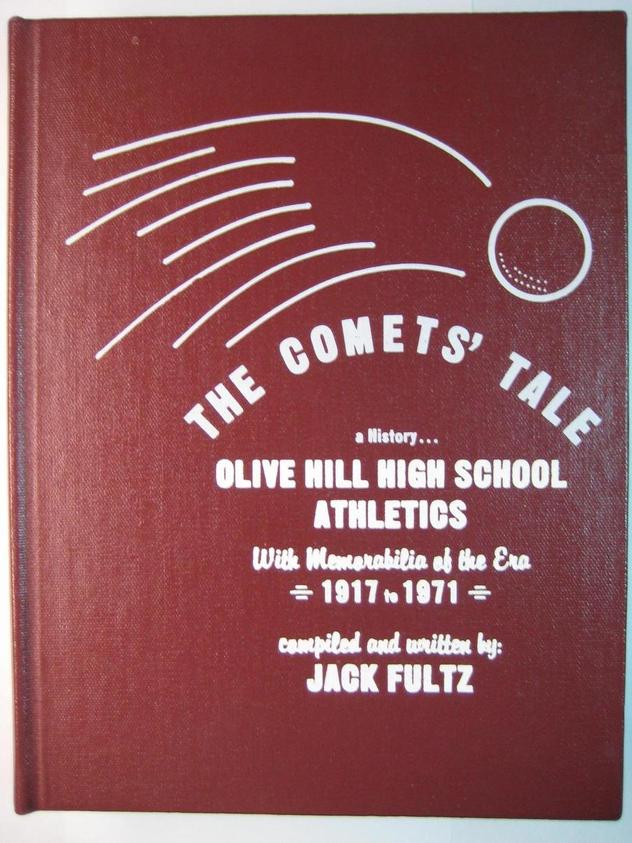 THE COMETS' TALE
a History...
OLIVE HILL HIGH SCHOOL
ATHLETICS
With Memorabilia of the Era
1917 to 1971
compiled and written by:
JACK FULTZ